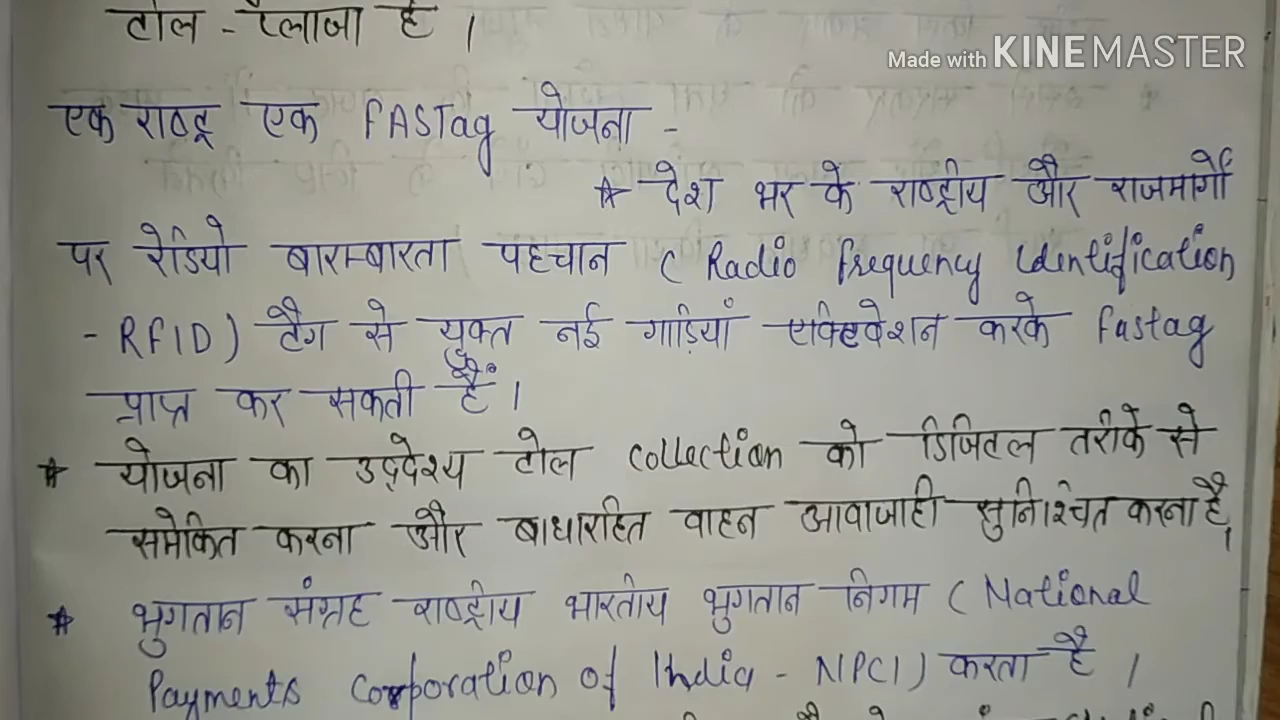 टोल - प्लाजा है ।
Made with KINEMASTER
एक राष्ट्र एक FASTag योजना -
* देश भर के राष्ट्रीय और राजमार्गों
पर रेडियो बारम्बारता पहचान ( Radio frequency Identification
- RFID ) टैग से युक्त नई गाड़ियाँ एक्टिवेशन करके Fastag
प्राप्त कर सकती हैं ।
* योजना का उद्देश्य टोल collection को डिजिटल तरीके से
समेकित करना और बाधारहित वाहन आवाजाही सुनिश्चित करना है ।
* भुगतान संग्रह राष्ट्रीय भारतीय भुगतान निगम ( National
Payments Corporation of India - NPCI ) करता है ।